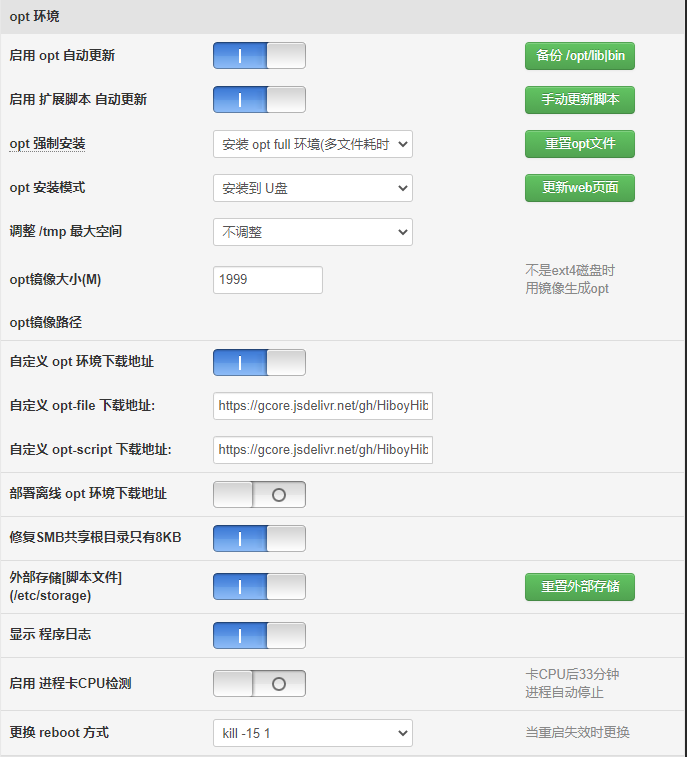 opt 环境
启用 opt 自动更新
备份 /opt/lib|bin
启用 扩展脚本 自动更新
手动更新脚本
opt 强制安装
安装 opt full 环境(多文件耗时
重置opt文件
opt 安装模式
安装到 U盘
更新web页面
调整 /tmp 最大空间
不调整
opt镜像大小(M)
1999
不是ext4磁盘时
用镜像生成opt
opt镜像路径
自定义 opt 环境下载地址
自定义 opt-file 下载地址:
https://gcore.jsdelivr.net/gh/HiboyHib
自定义 opt-script 下载地址:
https://gcore.jsdelivr.net/gh/HiboyHib
部署离线 opt 环境下载地址
修复SMB共享根目录只有8KB
外部存储[脚本文件]
(/etc/storage)
重置外部存储
显示 程序日志
启用 进程卡CPU检测
卡CPU后33分钟
进程自动停止
更换 reboot 方式
kill -15 1
当重启失效时更换